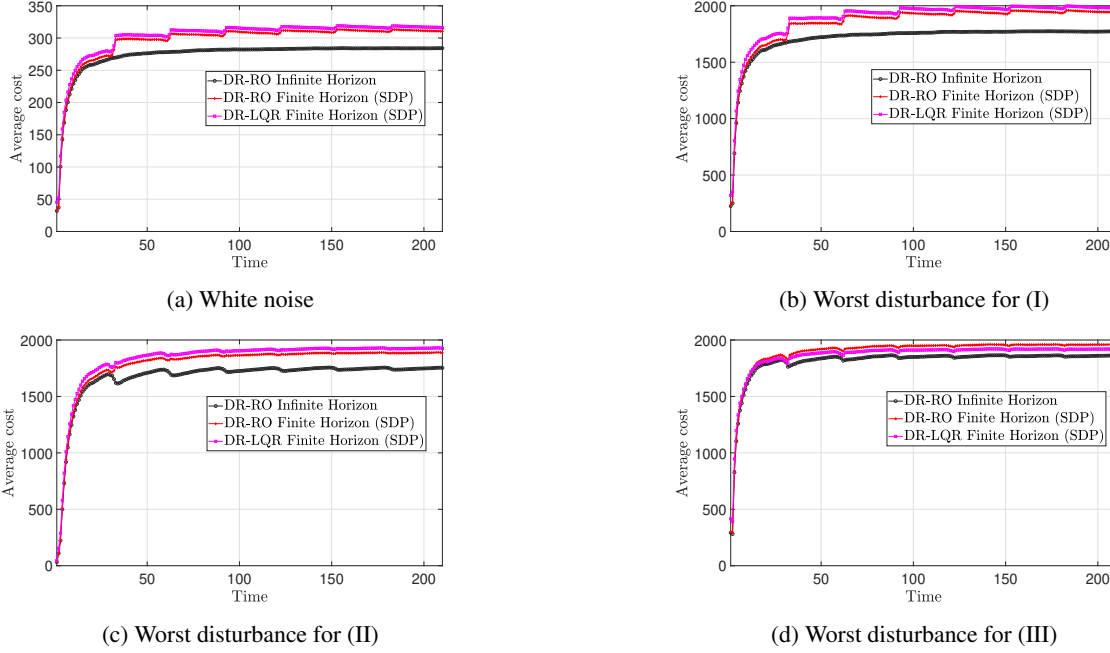 350
300
250
200
150
100
50
0
Average cost
DR-RO Infinite Horizon
DR-RO Finite Horizon (SDP)
DR-LQR Finite Horizon (SDP)
50 100 150 200
Time
(a) White noise
2000
1500
1000
500
0
Average cost
DR-RO Infinite Horizon
DR-RO Finite Horizon (SDP)
DR-LQR Finite Horizon (SDP)
50 100 150 200
Time
(b) Worst disturbance for (I)
2000
1500
1000
500
0
Average cost
DR-RO Infinite Horizon
DR-RO Finite Horizon (SDP)
DR-LQR Finite Horizon (SDP)
50 100 150 200
Time
(c) Worst disturbance for (II)
2000
1500
1000
500
0
Average cost
DR-RO Infinite Horizon
DR-RO Finite Horizon (SDP)
DR-LQR Finite Horizon (SDP)
50 100 150 200
Time
(d) Worst disturbance for (III)